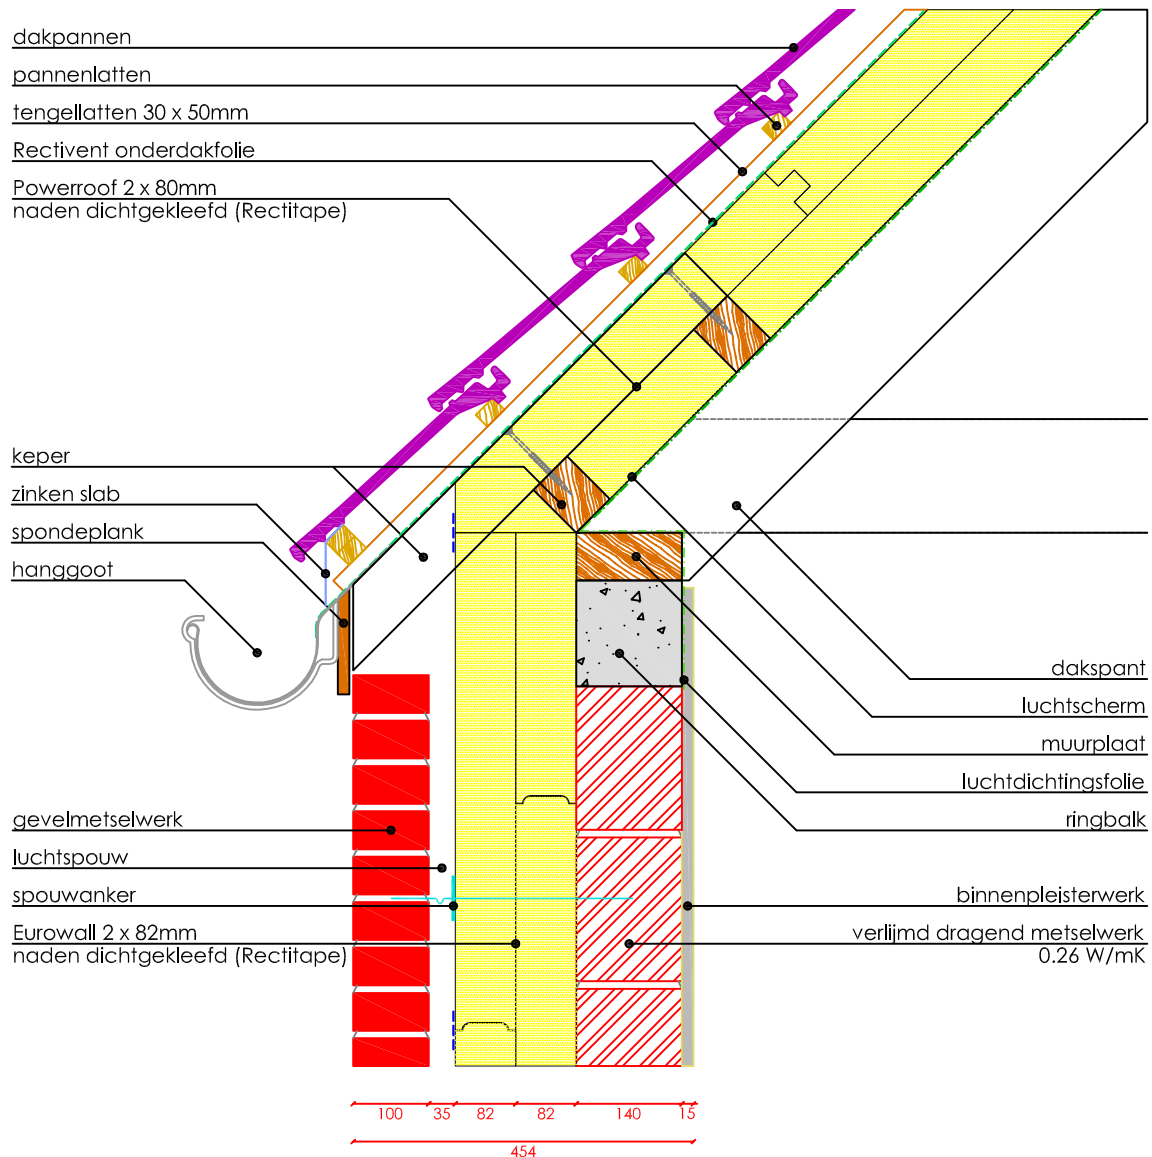 dakpannen
pannenlatten
tengellatten 30 x 50mm
Rectivent onderdakfolie
Powerroof 2 x 80mm
naden dichtgekleefd (Rectitape)
keper
zinken slab
spondeplank
hanggoot
dakspant
luchtscherm
muurplaat
luchtdichtingsfolie
ringbalk
gevelmetselwerk
luchtspouw
spouwanker
Eurowall 2 x 82mm
naden dichtgekleefd (Rectitape)
binnenpleisterwerk
verlijmd dragend metselwerk
0.26 W/mK
100 35 82 82 140 15
454